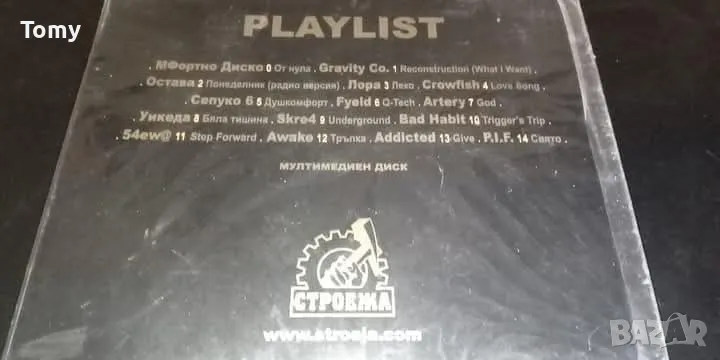 Tomy
PLAYLIST
. МФортно Диско 0 От нула . Gravity Co. 1 Reconstruction (What I Want) .
. Остава 2 Понеделник (радио версия) . Лора 3 Леко . Crowfish 4 Love Song .
. Сепуко 6 5 Душкомфорт . Fyeld 6 Q-Tech . Artery 7 God .
. Уикеда 8 Бяла тишина . Skre4 9 Underground . Bad Habit 10 Trigger's Trip .
. 54ew@ 11 Step Forward . Awake 12 Тръпка . Addicted 13 Give . P.I.F. 14 Свято .
МУЛТИМЕДИЕН ДИСК
СТРОЕЖА
www.stroeja.com
BAZAR